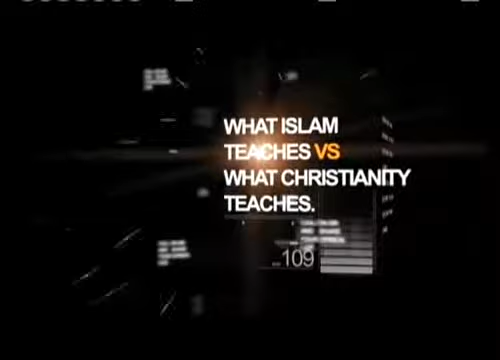 WHAT ISLAM
TEACHES VS
WHAT CHRISTIANITY
TEACHES.
109